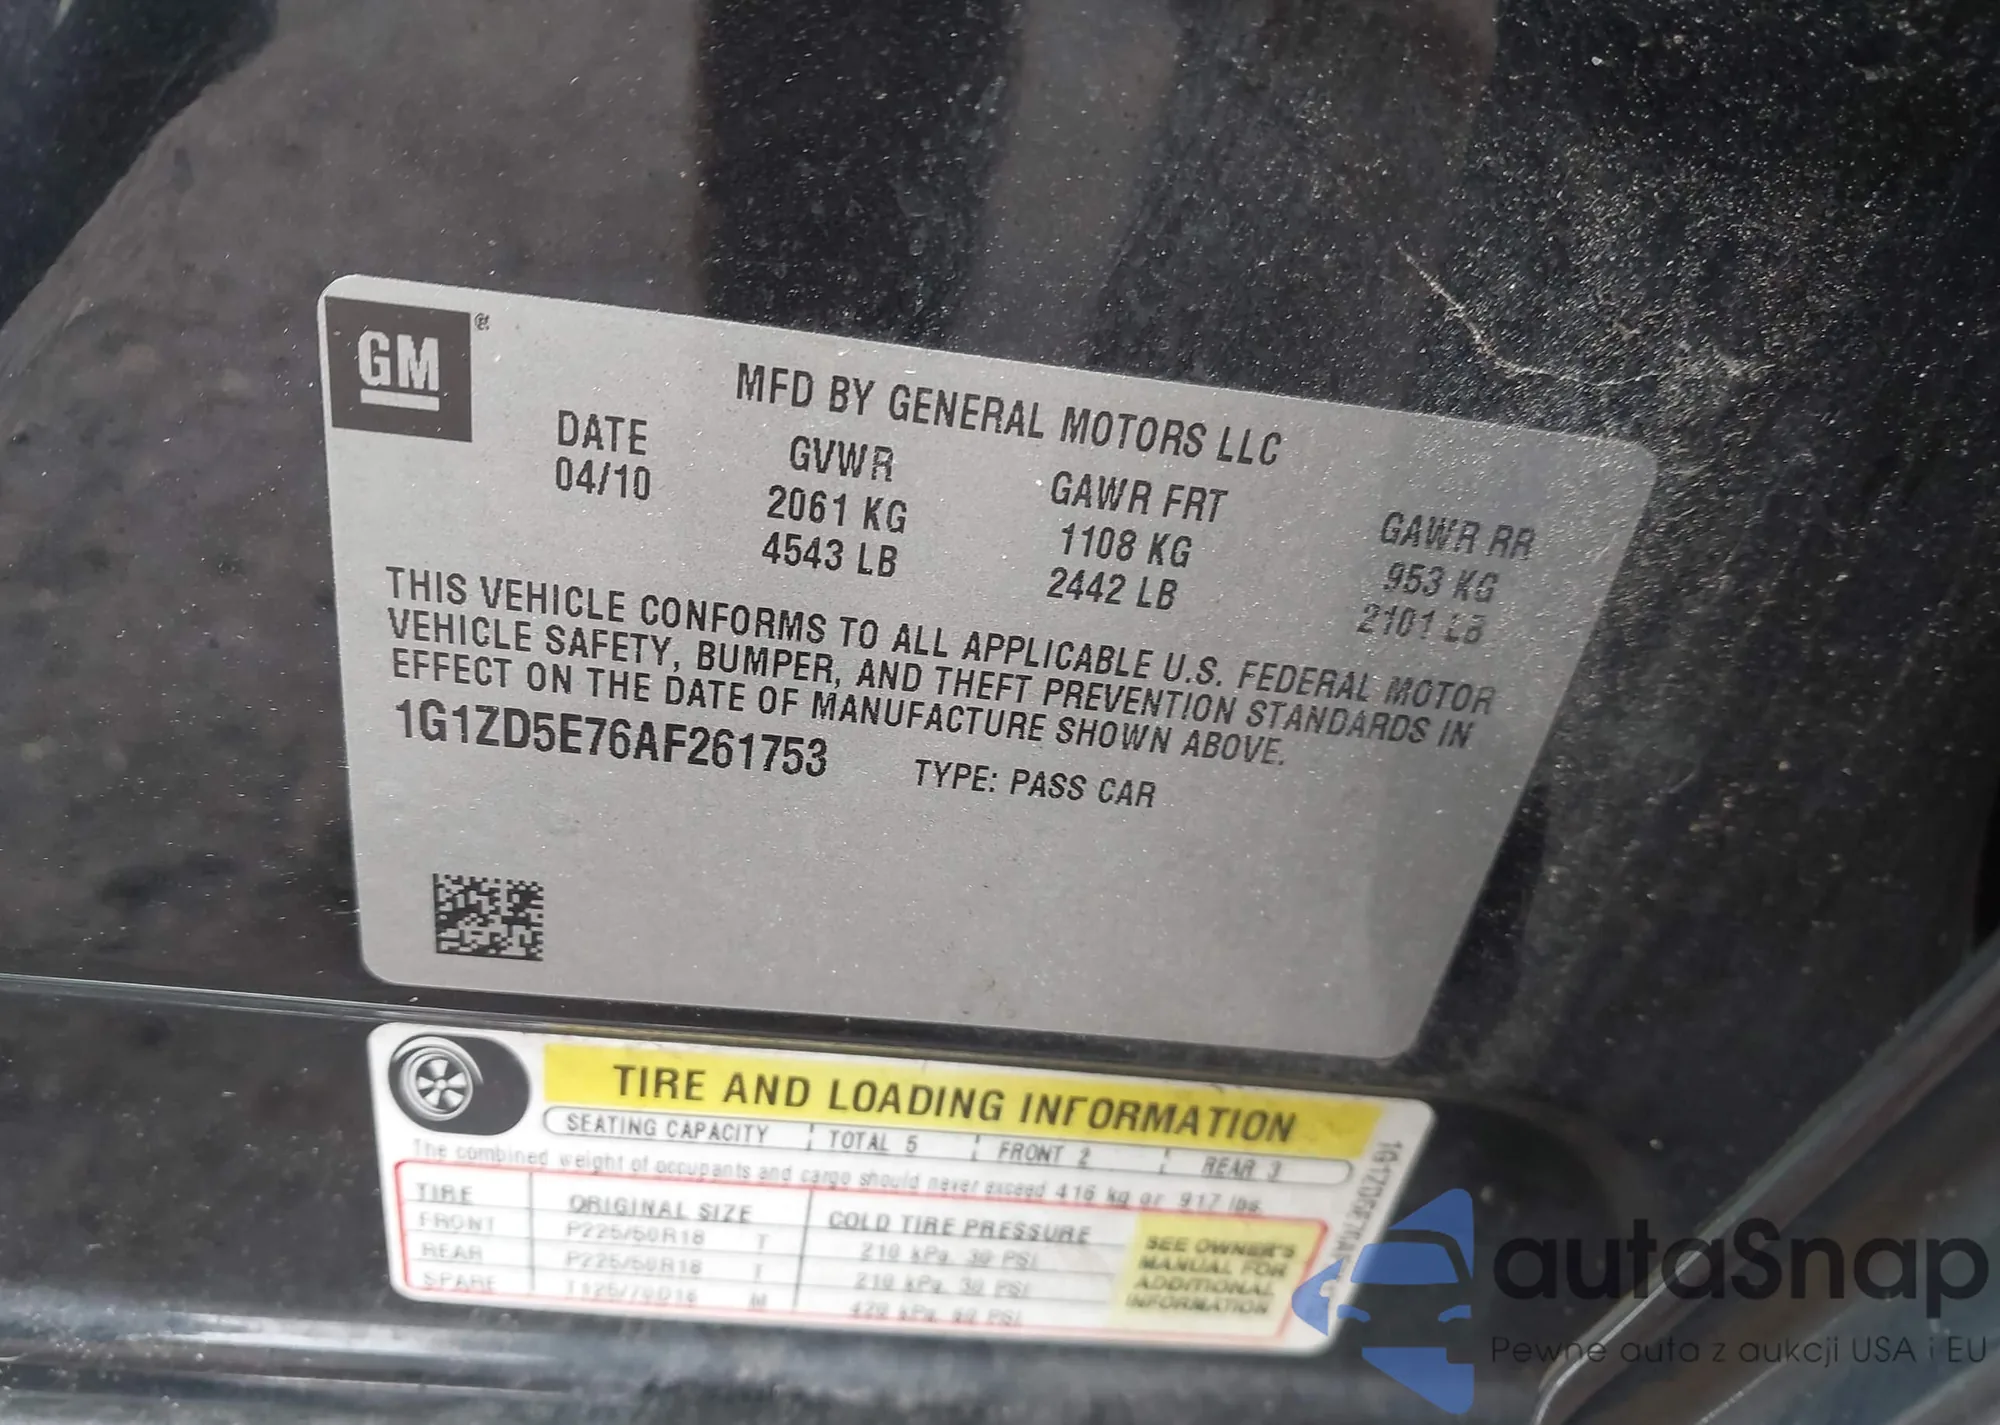 GM
MFD BY GENERAL MOTORS LLC
DATE GVWR GAWR FRT GAWR RR
04/10 2061 KG 1108 KG 953 KG
4543 LB 2442 LB 2101 LB
THIS VEHICLE CONFORMS TO ALL APPLICABLE U.S. FEDERAL MOTOR
VEHICLE SAFETY, BUMPER, AND THEFT PREVENTION STANDARDS IN
EFFECT ON THE DATE OF MANUFACTURE SHOWN ABOVE.
1G1ZD5E76AF261753 TYPE: PASS CAR
TIRE AND LOADING INFORMATION
SEATING CAPACITY TOTAL 5 FRONT 2 REAR 3
The combined weight of occupants and cargo should never exceed 416 kg or 917 lbs.
TIRE ORIGINAL SIZE COLD TIRE PRESSURE
FRONT P225/50R18 T 210 kPa, 30 PSI
REAR P225/50R18 T 210 kPa, 30 PSI
SPARE T125/70D16 M 420 kPa, 60 PSI
SEE OWNER'S
MANUAL FOR
ADDITIONAL
INFORMATION
autaSnap
Pewne auta z aukcji USA i EU